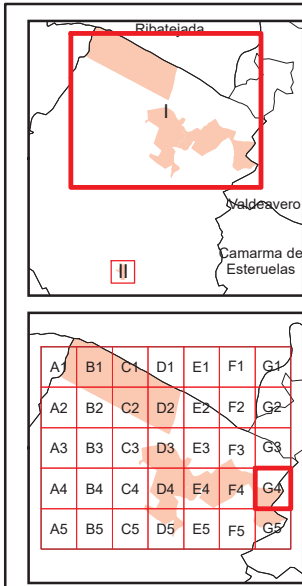 Ribatejada
I
Valdeavero
Camarma de
Esteruelas
II
A1 B1 C1 D1 E1 F1 G1
A2 B2 C2 D2 E2 F2 G2
A3 B3 C3 D3 E3 F3 G3
A4 B4 C4 D4 E4 F4 G4
A5 B5 C5 D5 E5 F5 G5